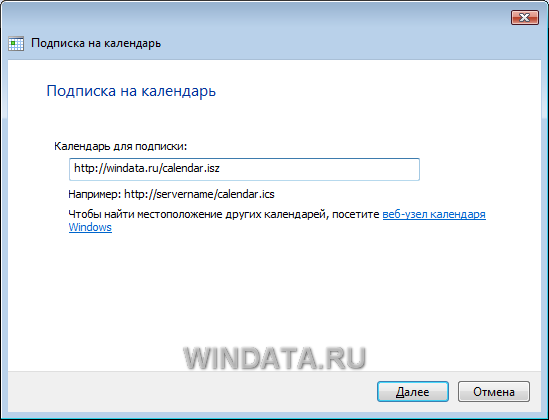 Подписка на календарь
Подписка на календарь
Календарь для подписки:
http://windata.ru/calendar.isz
Например: http://servername/calendar.ics
Чтобы найти местоположение других календарей, посетите веб-узел календаря
Windows
WINDATA.RU
Далее
Отмена